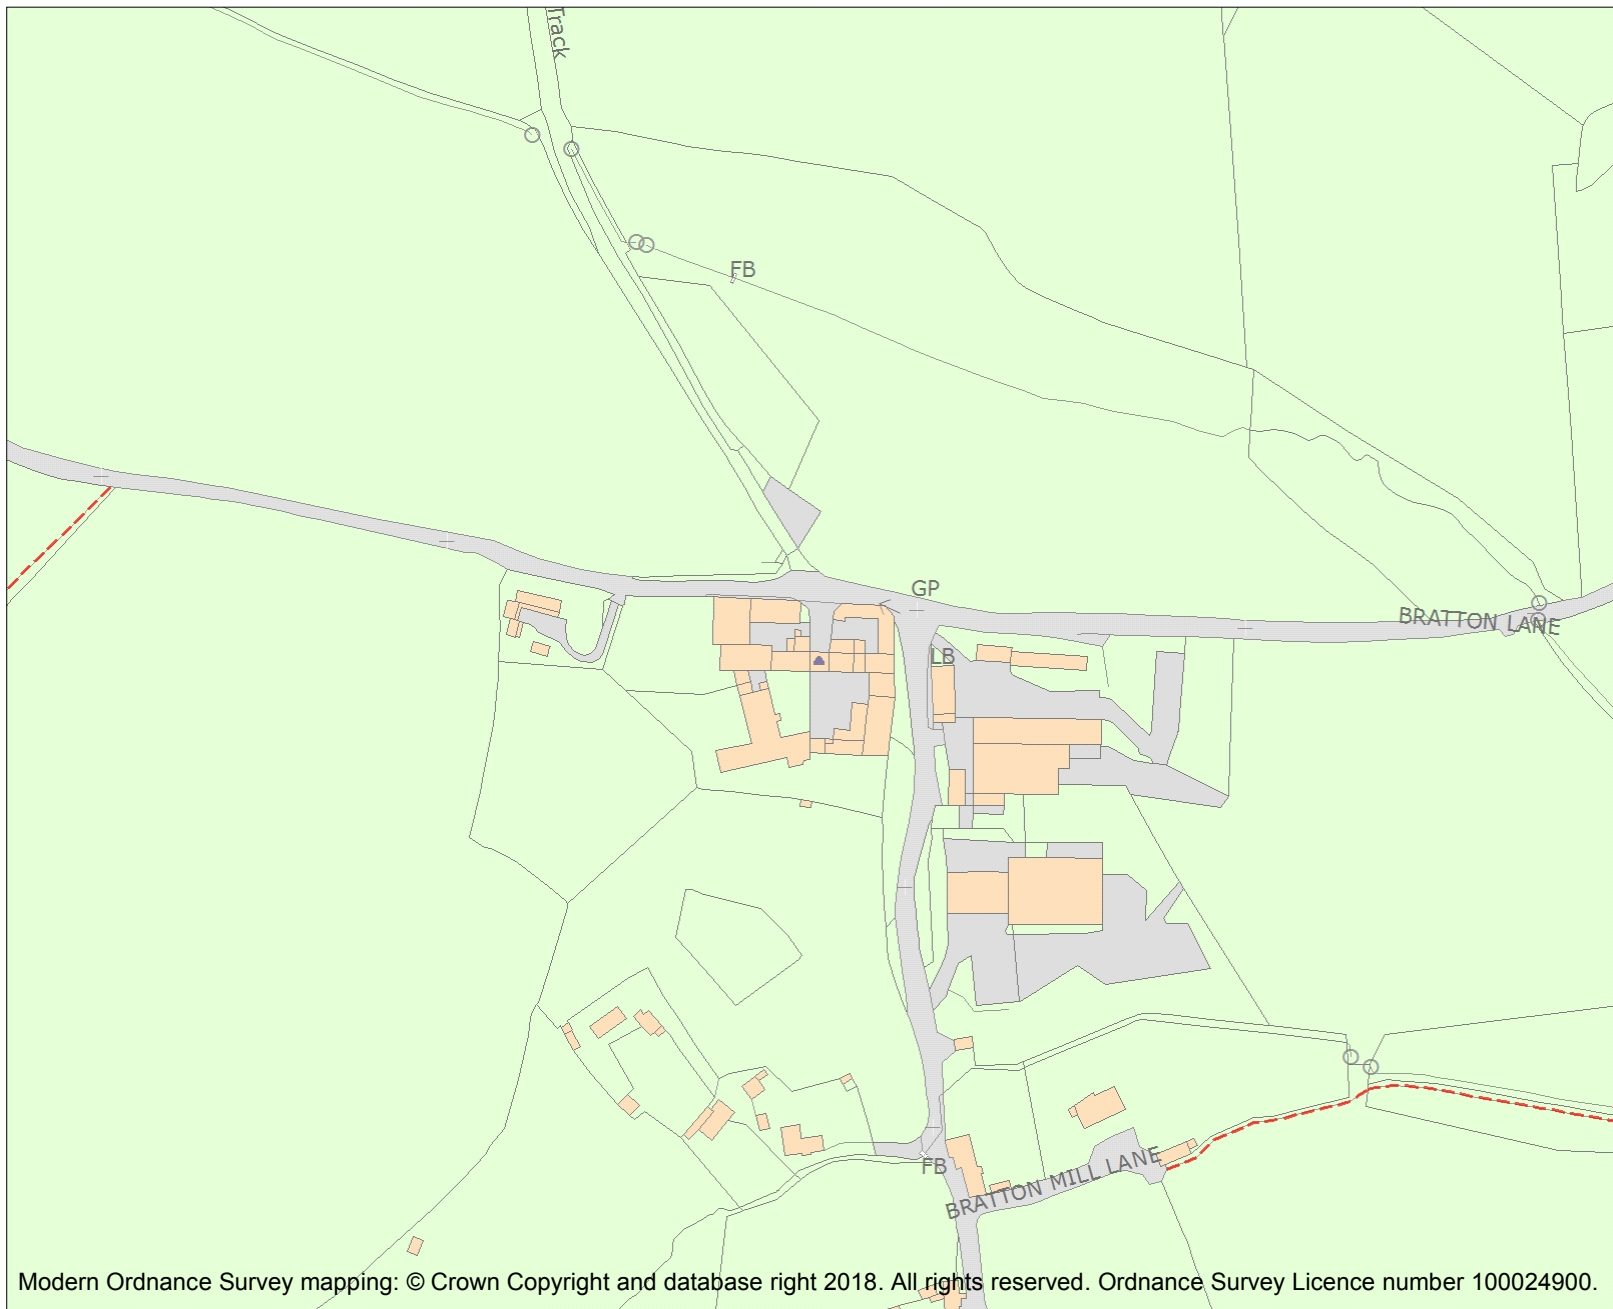 Track
FB
GP
BRATTON LANE
LB
FB
BRATTON MILL LANE
Modern Ordnance Survey mapping: © Crown Copyright and database right 2018. All rights reserved. Ordnance Survey Licence number 100024900.